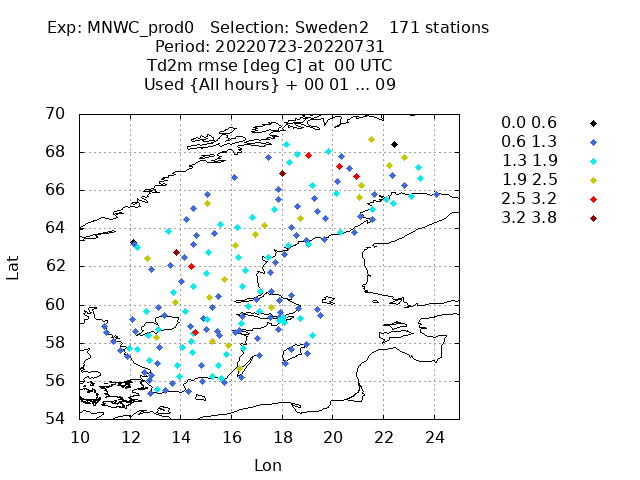 Exp: MNWC_prod0   Selection: Sweden2    171 stations
Period: 20220723-20220731
Td2m rmse [deg C] at  00 UTC
Used {All hours} + 00 01 ... 09
70
68
66
64
62
60
58
56
54
Lat
10 12 14 16 18 20 22 24
Lon
0.0 0.6
0.6 1.3
1.3 1.9
1.9 2.5
2.5 3.2
3.2 3.8